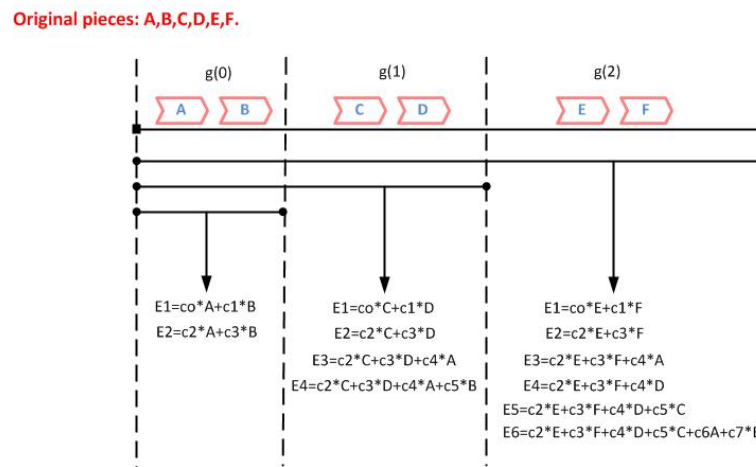 Original pieces: A,B,C,D,E,F.
g(0) g(1) g(2)
A B C D E F
E1=co*A+c1*B E1=co*C+c1*D E1=co*E+c1*F
E2=c2*A+c3*B E2=c2*C+c3*D E2=c2*E+c3*F
E3=c2*C+c3*D+c4*A E3=c2*E+c3*F+c4*A
E4=c2*C+c3*D+c4*A+c5*B E4=c2*E+c3*F+c4*D
E5=c2*E+c3*F+c4*D+c5*C
E6=c2*E+c3*F+c4*D+c5*C+c6A+c7*